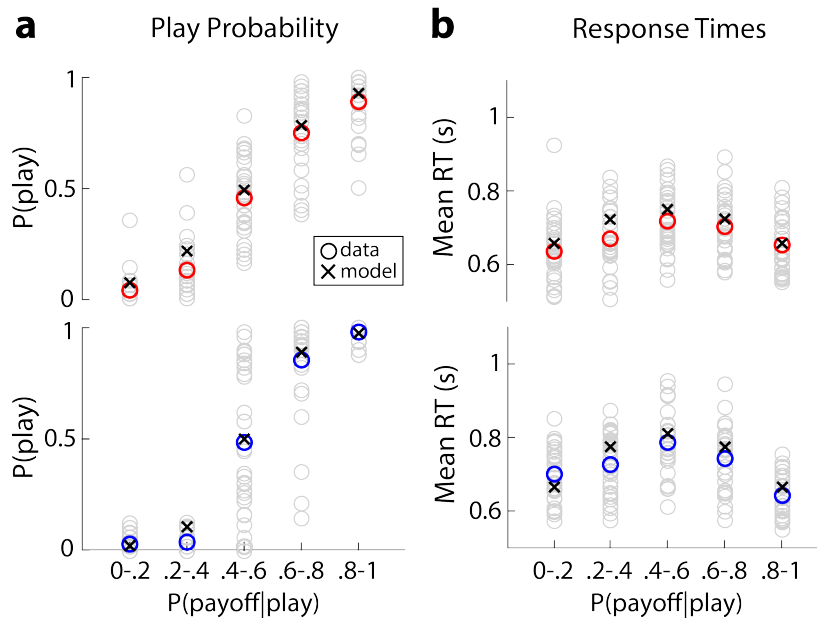 a Play Probability
P(play)
1
0.5
0
data
model
P(play)
1
0.5
0
0-.2 .2-.4 .4-.6 .6-.8 .8-1
P(payoff|play)
b Response Times
Mean RT (s)
1
0.8
0.6
Mean RT (s)
1
0.8
0.6
0-.2 .2-.4 .4-.6 .6-.8 .8-1
P(payoff|play)